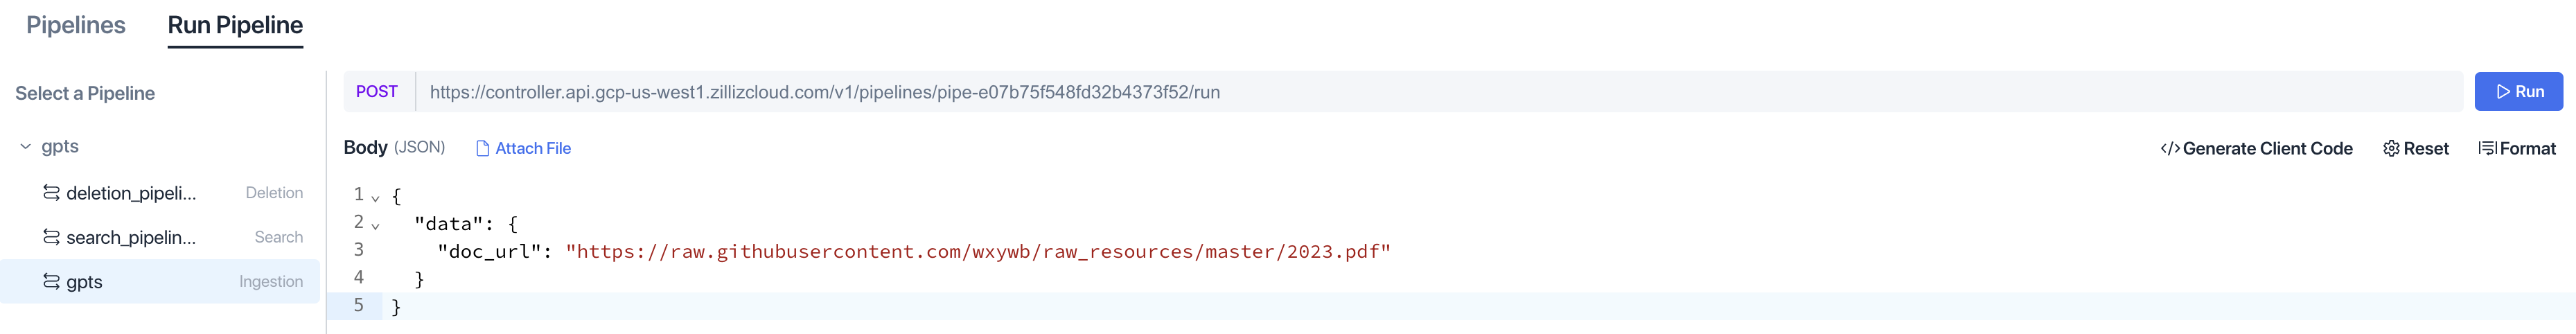 Pipelines Run Pipeline
Select a Pipeline
gpts
deletion_pipeli... Deletion
search_pipelin... Search
gpts Ingestion
POST https://controller.api.gcp-us-west1.zillizcloud.com/v1/pipelines/pipe-e07b75f548fd32b4373f52/run Run
Body (JSON) Attach File </> Generate Client Code Reset Format
1 {
2 "data": {
3 "doc_url": "https://raw.githubusercontent.com/wxywb/raw_resources/master/2023.pdf"
4 }
5 }